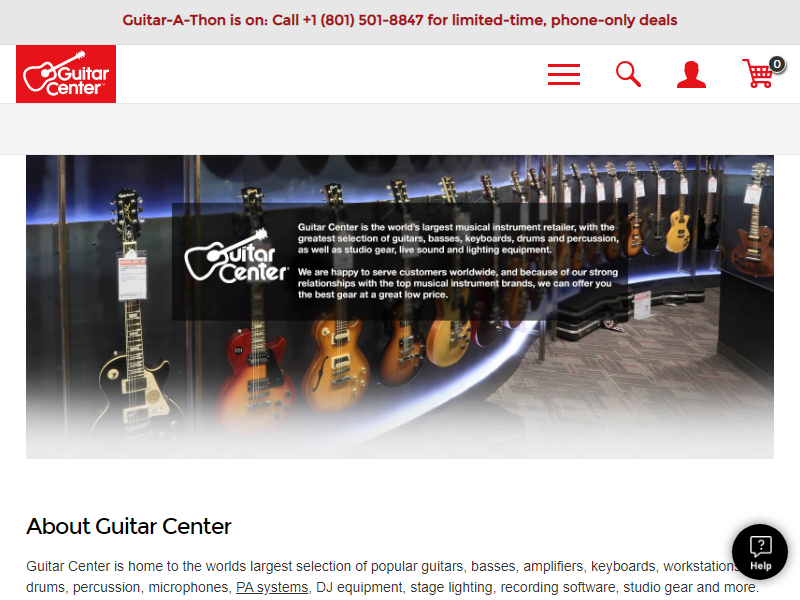 Guitar-A-Thon is on: Call +1 (801) 501-8847 for limited-time, phone-only deals
Guitar
Center
0
Guitar
Center
Guitar Center is the world's largest musical instrument retailer, with the
greatest selection of guitars, basses, keyboards, drums and percussion,
as well as studio gear, live sound and lighting equipment.
We are happy to serve customers worldwide, and because of our strong
relationships with the top musical instrument brands, we can offer you
the best gear at a great low price.
About Guitar Center
Guitar Center is home to the worlds largest selection of popular guitars, basses, amplifiers, keyboards, workstations
drums, percussion, microphones, PA systems, DJ equipment, stage lighting, recording software, studio gear and more.
?
Help